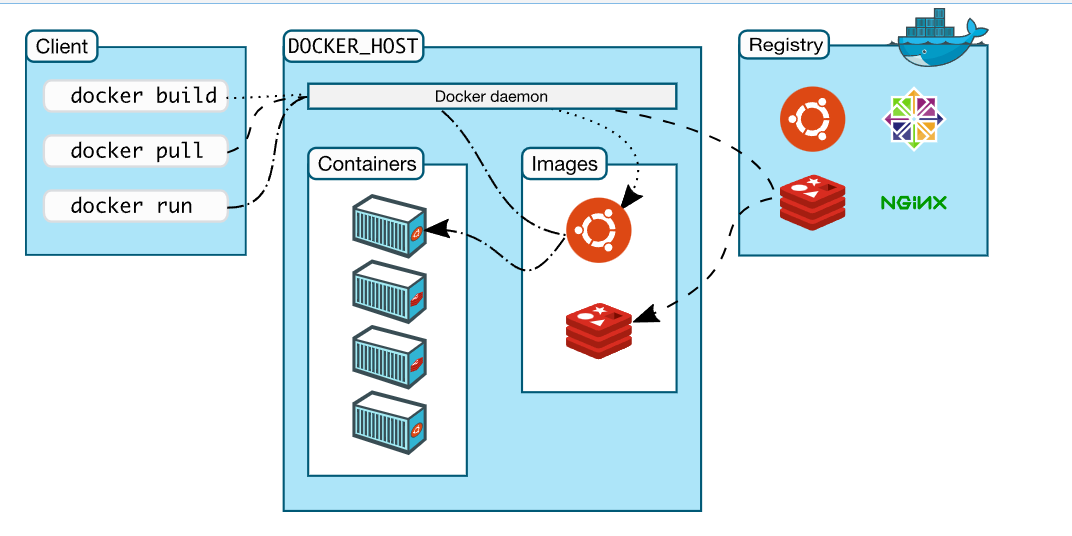 Client
docker build
docker pull
docker run
DOCKER_HOST
Docker daemon
Containers
Images
Registry
NGiNX